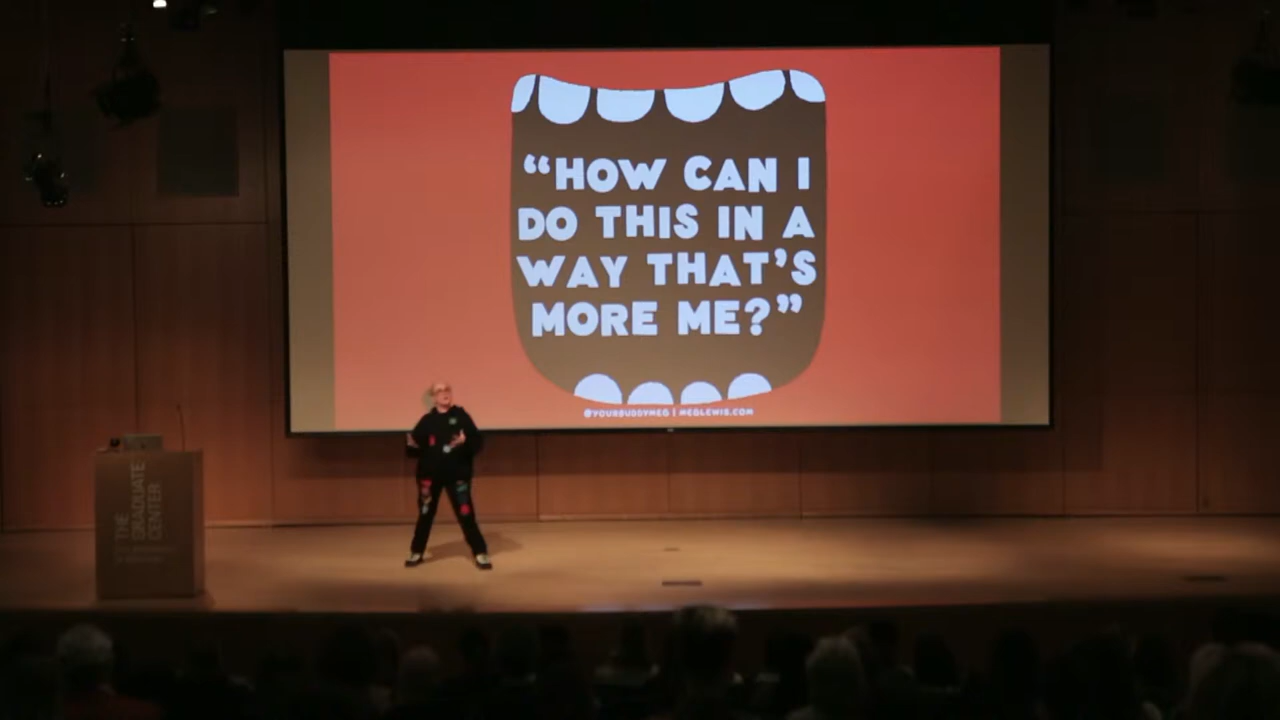 “HOW CAN I
DO THIS IN A
WAY THAT’S
MORE ME?”
@YOURBUDDYMEG | MEGLEWIS.COM
THE
GRADUATE
CENTER